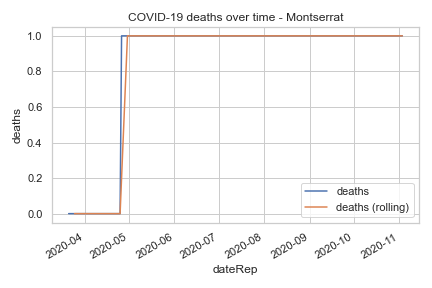 COVID-19 deaths over time - Montserrat
1.0
0.8
0.6
0.4
0.2
0.0
deaths
deaths
deaths (rolling)
2020-04
2020-05
2020-06
2020-07
2020-08
2020-09
2020-10
2020-11
dateRep